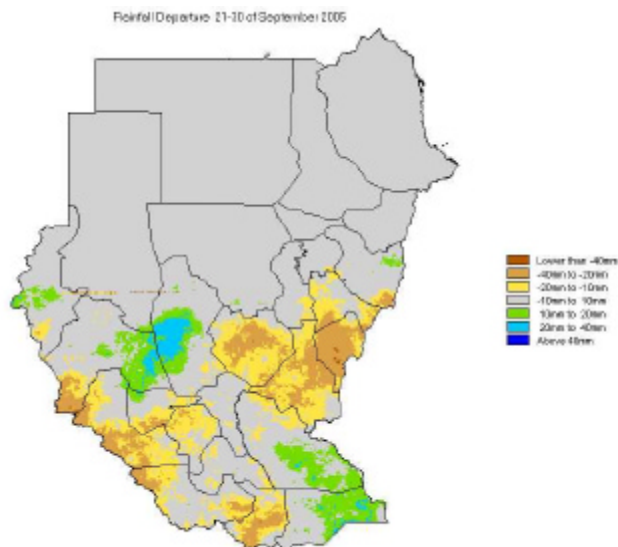 Rainfall Departure 21-30 of September 2005
Lower than -40mm
-40mm to -20mm
-20mm to -10mm
-10mm to 10mm
10mm to 20mm
20mm to 40mm
Above 40mm